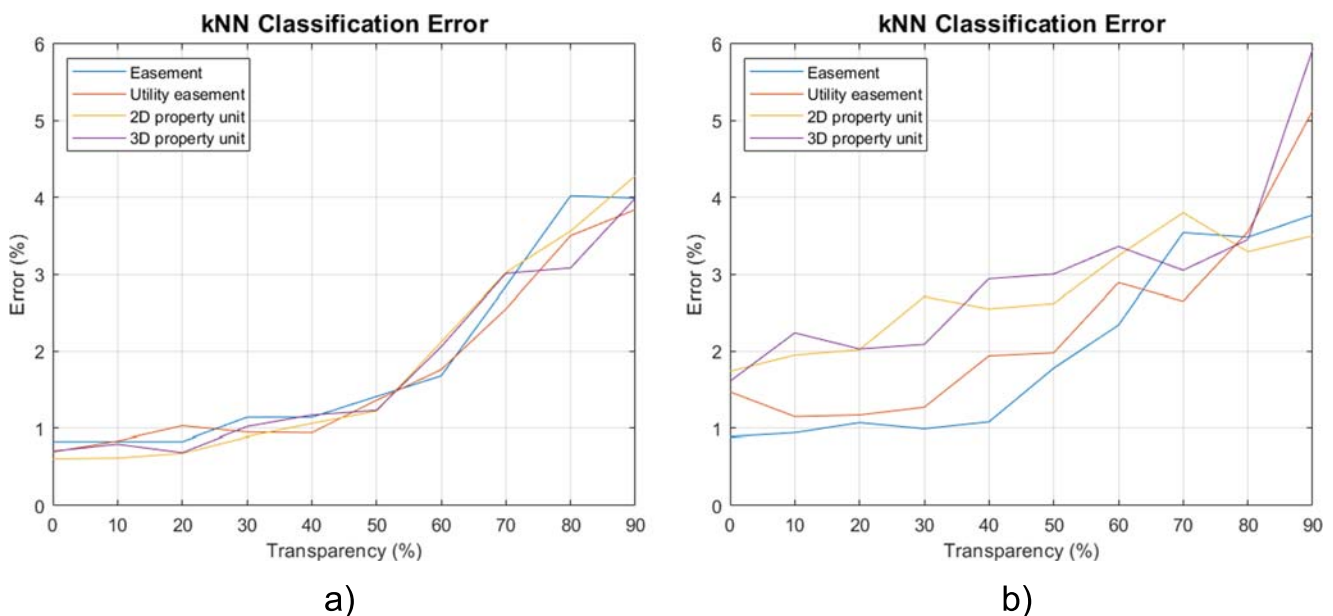 kNN Classification Error
6
5
4
3
2
1
0
Error (%)
Easement
Utility easement
2D property unit
3D property unit
0 10 20 30 40 50 60 70 80 90
Transparency (%)
a)
kNN Classification Error
6
5
4
3
2
1
0
Error (%)
Easement
Utility easement
2D property unit
3D property unit
0 10 20 30 40 50 60 70 80 90
Transparency (%)
b)